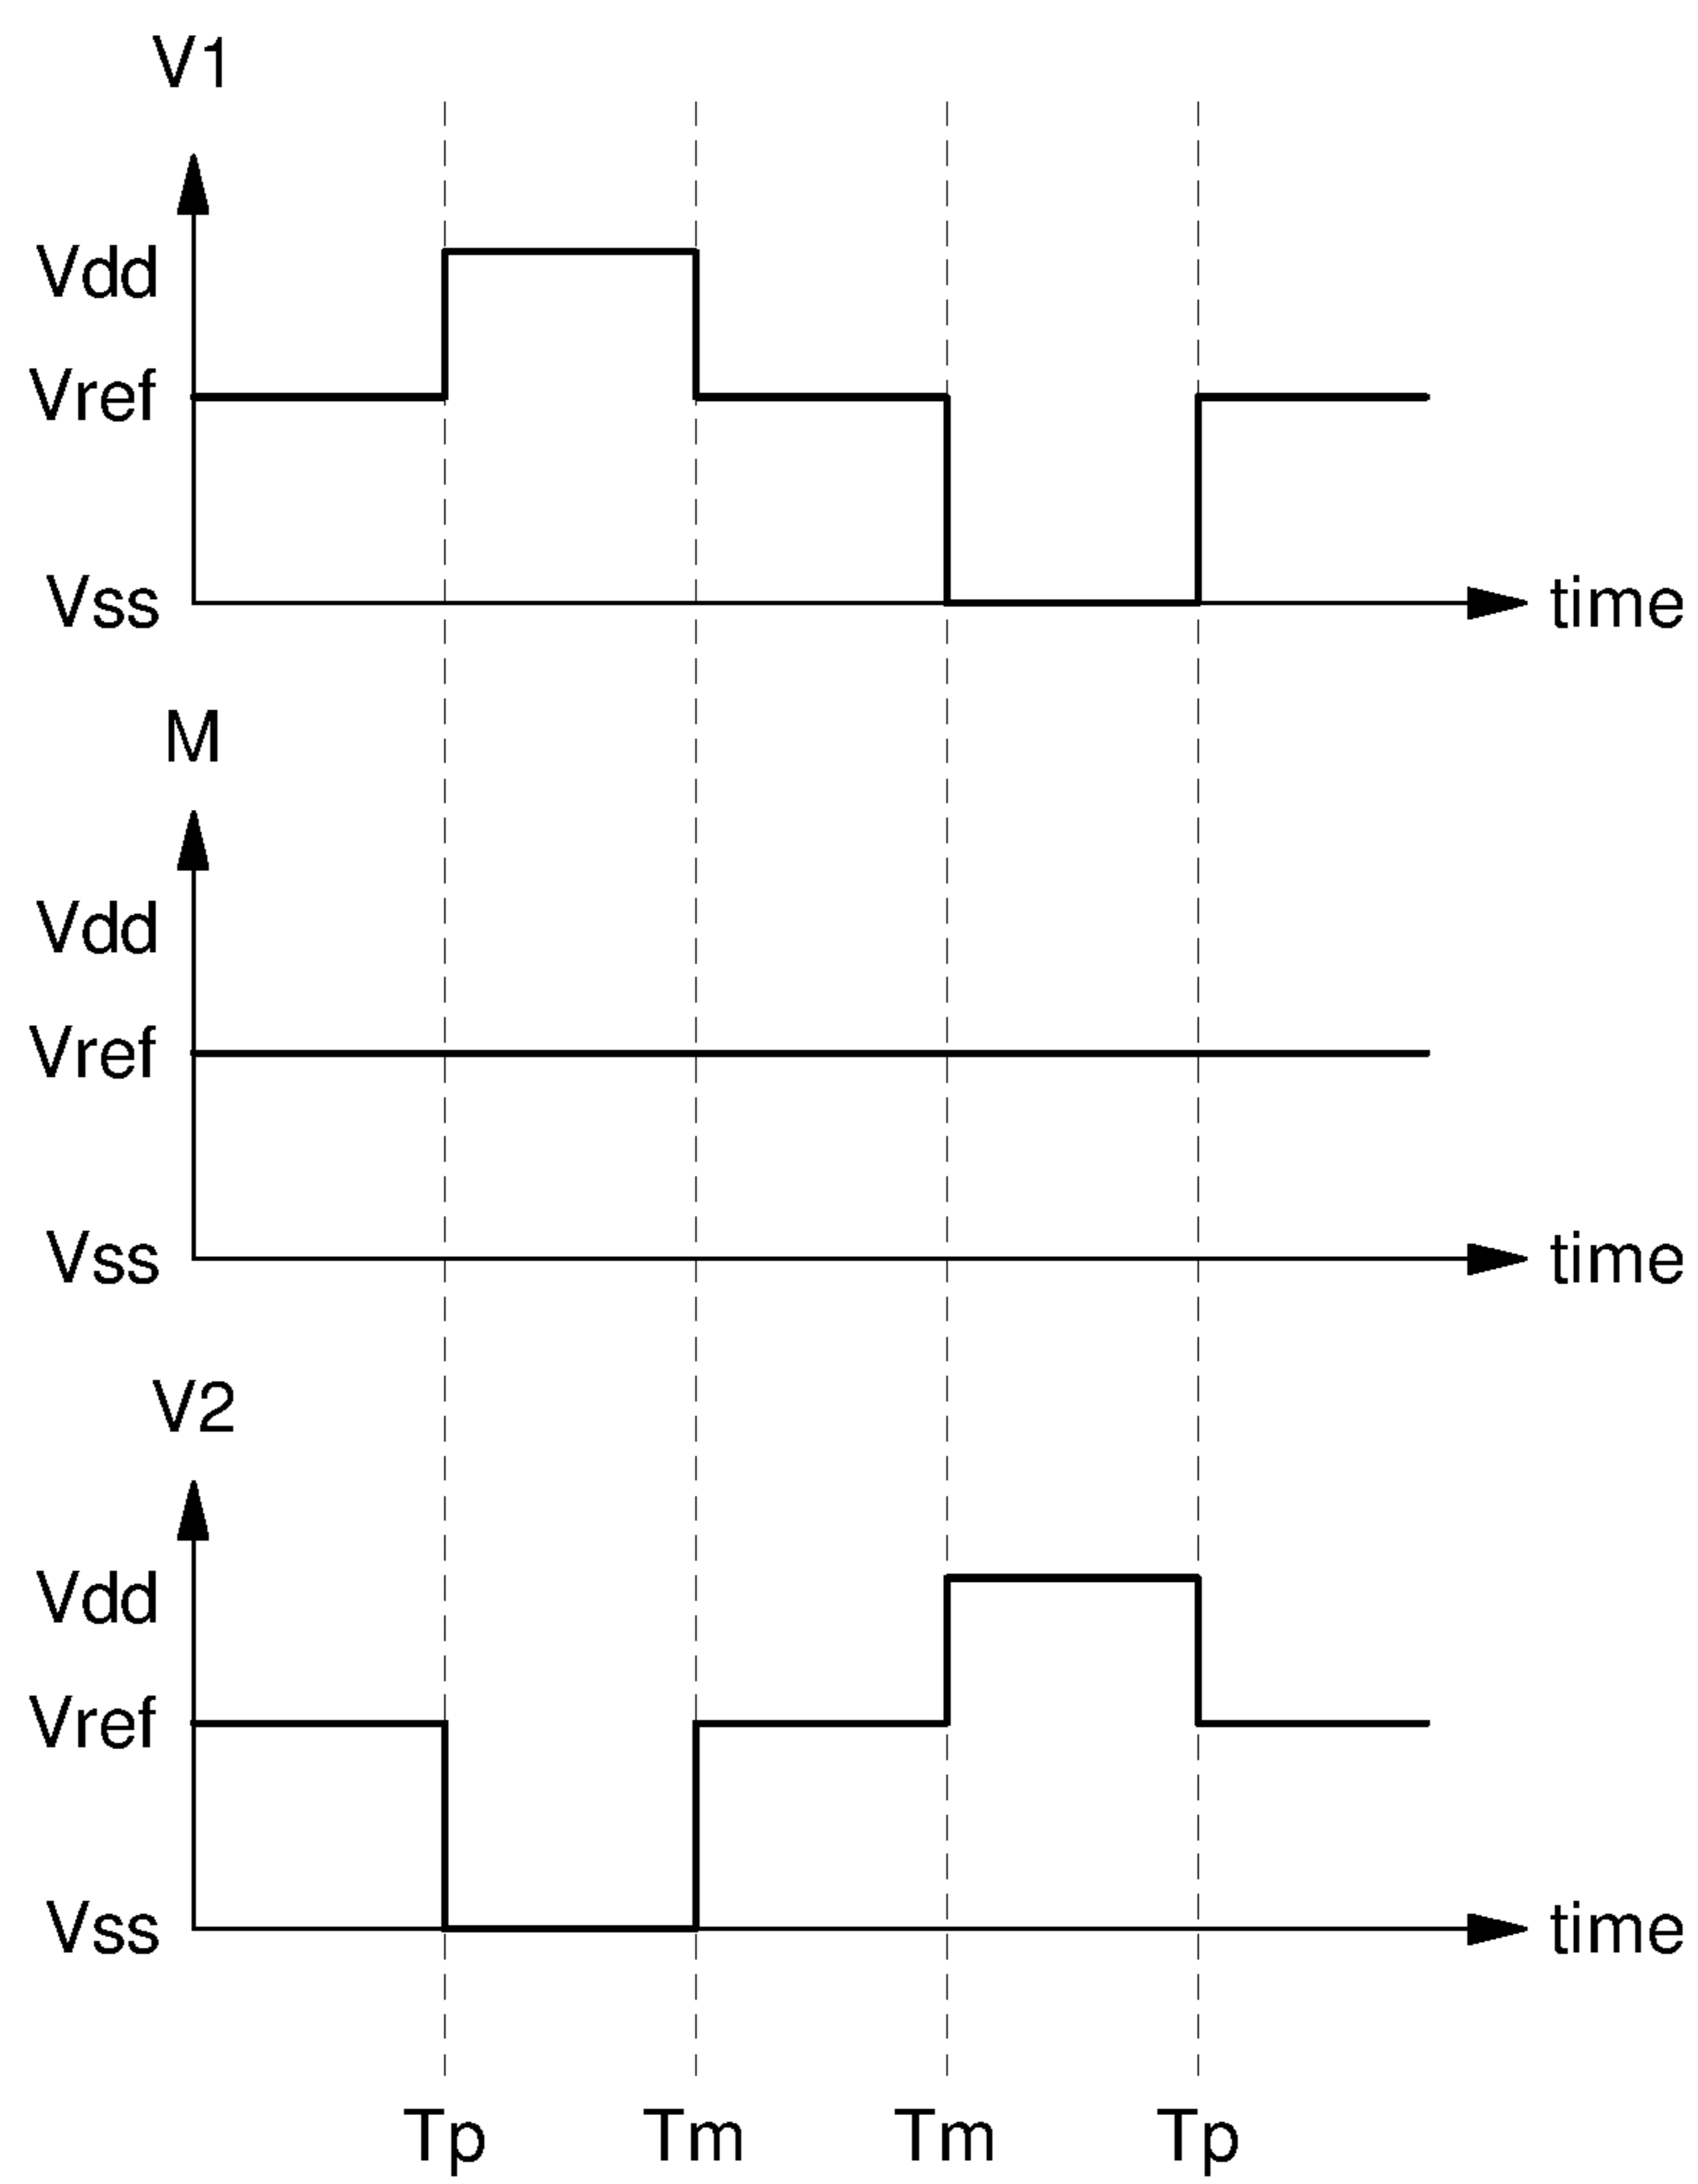 V1
Vdd
Vref
Vss
time
M
Vdd
Vref
Vss
time
V2
Vdd
Vref
Vss
time
Tp Tm Tm Tp